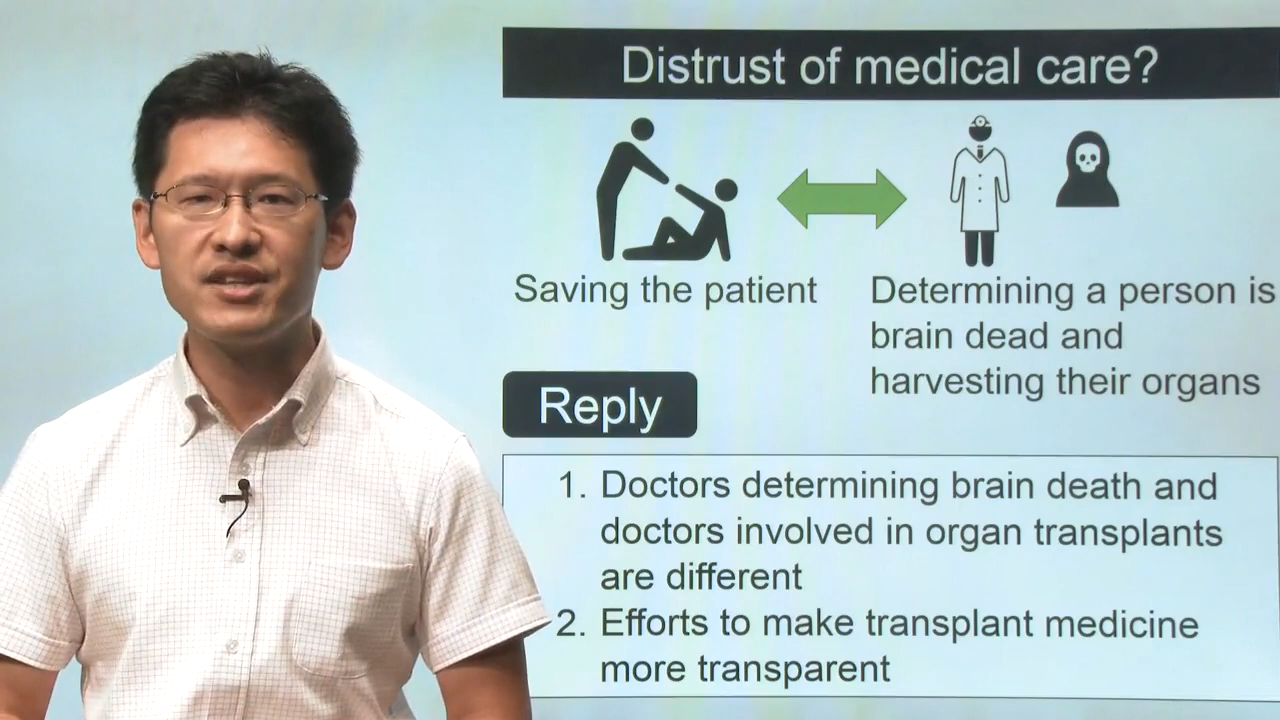 Distrust of medical care?
Saving the patient
Determining a person is
brain dead and
harvesting their organs
Reply
1. Doctors determining brain death and
doctors involved in organ transplants
are different
2. Efforts to make transplant medicine
more transparent